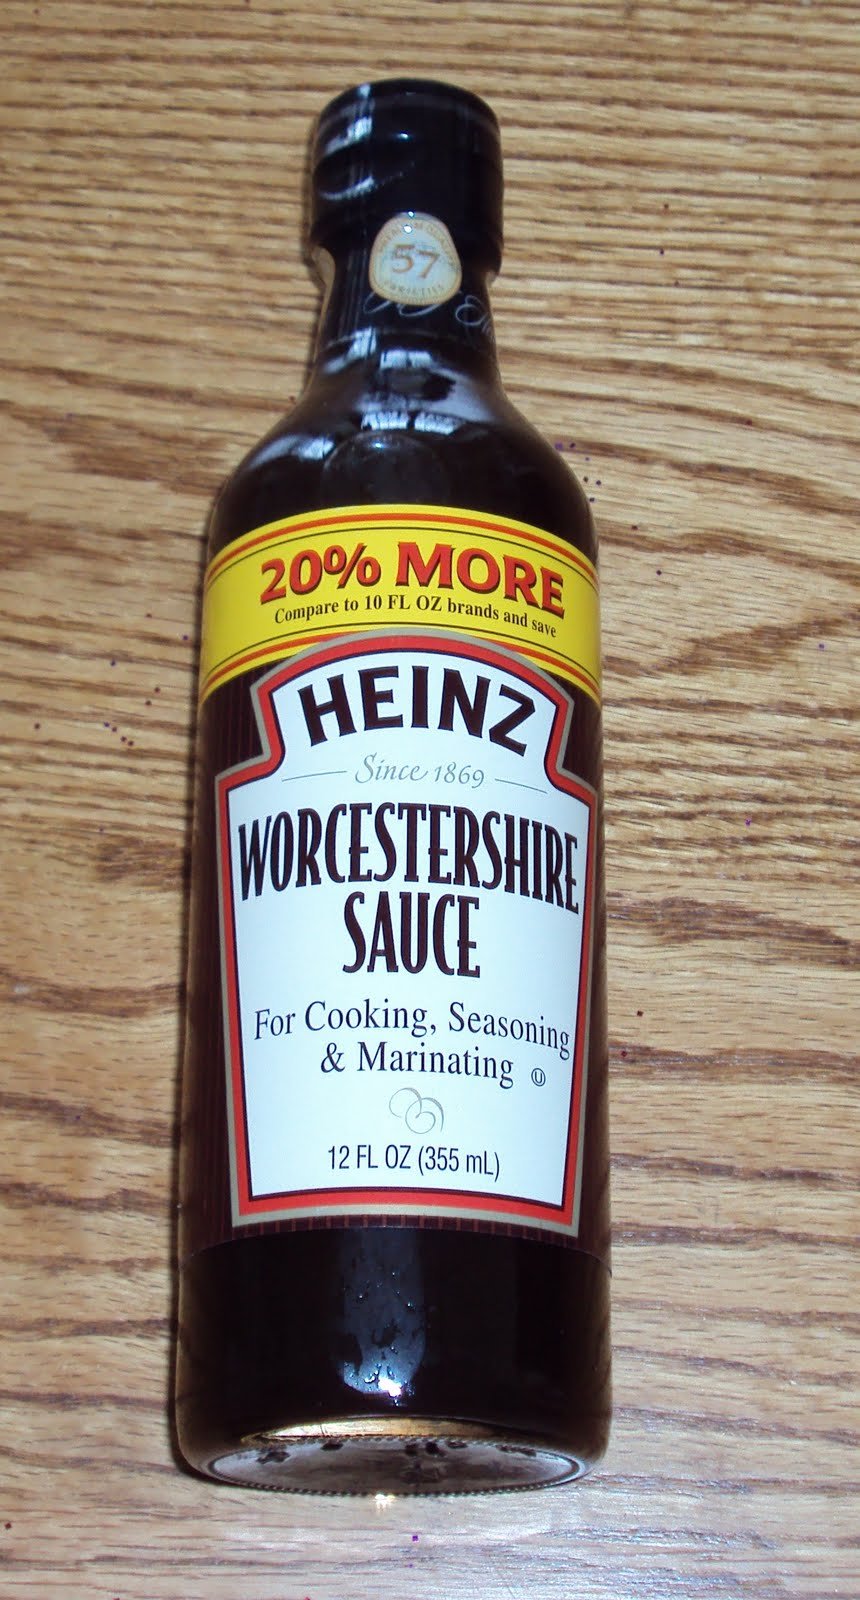 57
VARIETIES
20% MORE
Compare to 10 FL OZ brands and save
HEINZ
Since 1869
WORCESTERSHIRE
SAUCE
For Cooking, Seasoning
& Marinating U
12 FL OZ (355 mL)